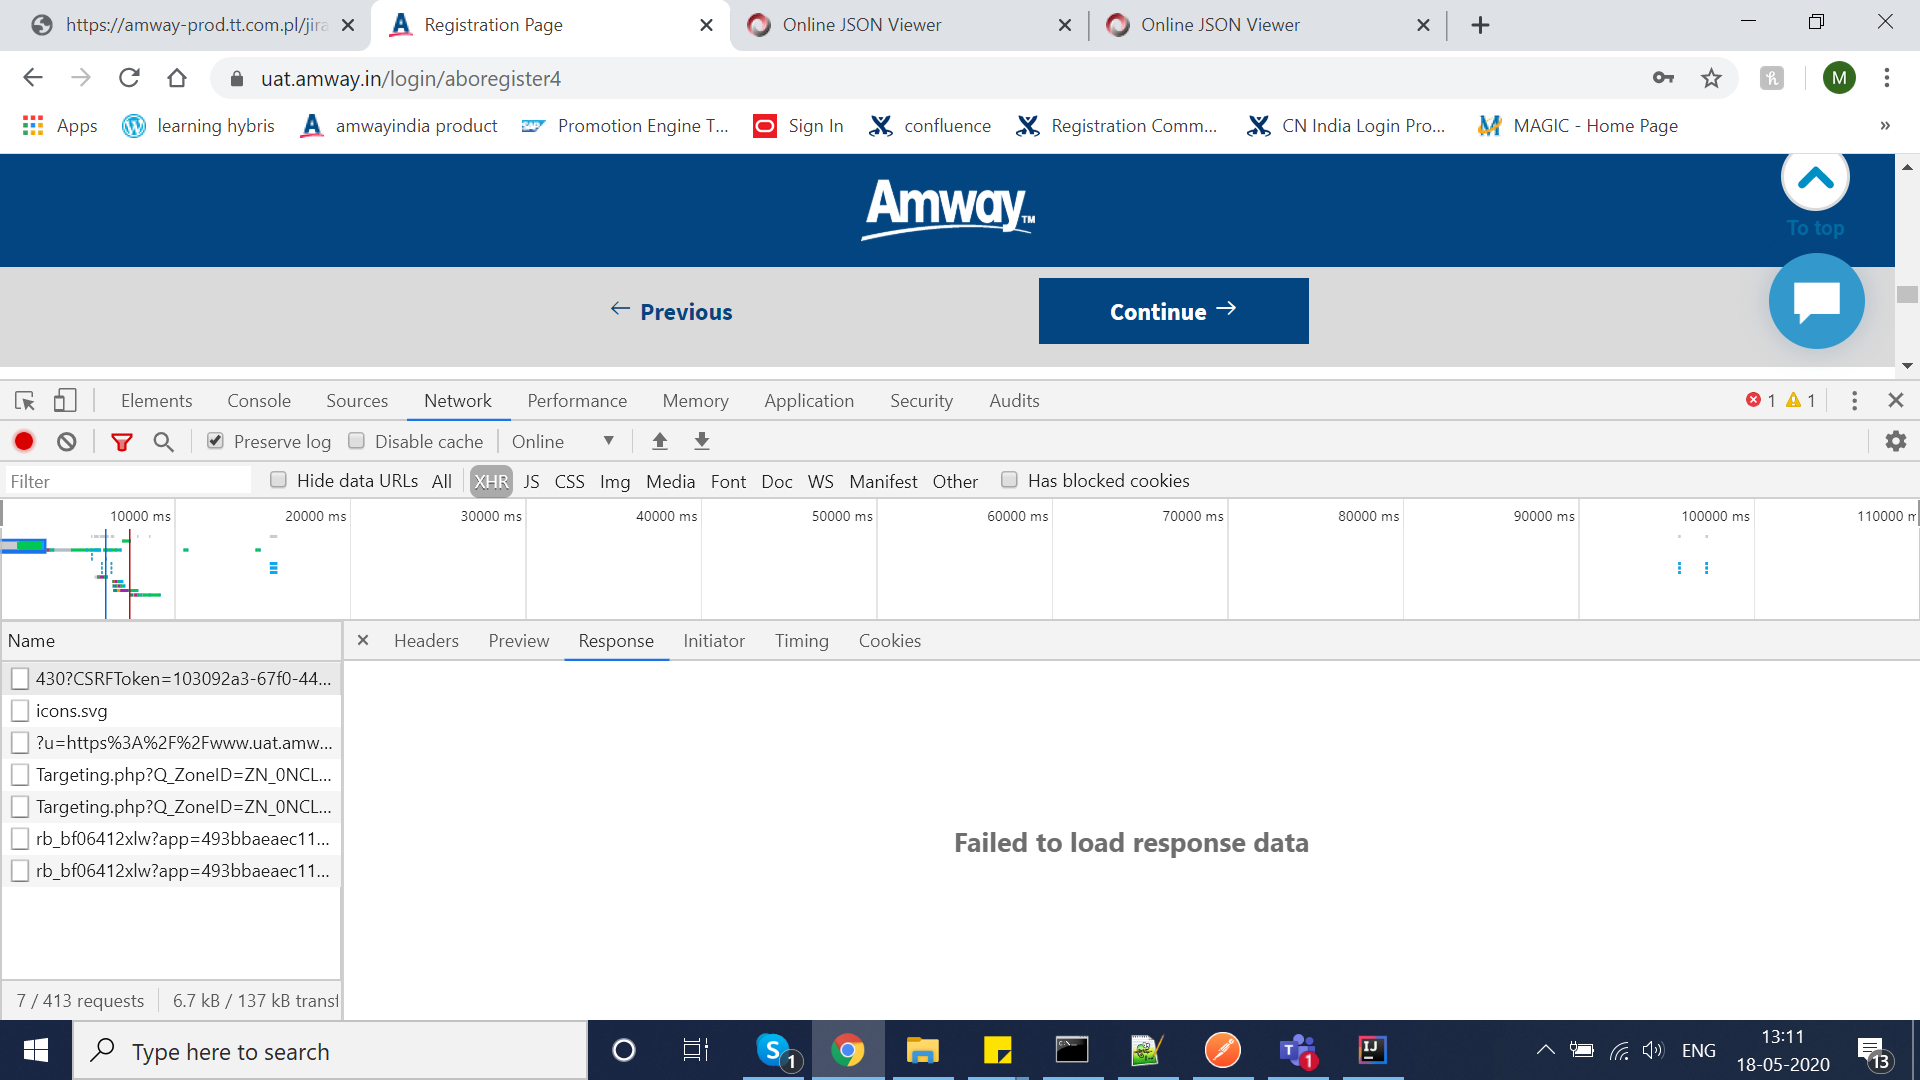 https://amway-prod.tt.com.pl/jira
Registration Page
Online JSON Viewer
Online JSON Viewer
uat.amway.in/login/aboregister4
M
Apps
learning hybris
amwayindia product
Promotion Engine T...
Sign In
confluence
Registration Comm...
CN India Login Pro...
MAGIC - Home Page
»
Amway™
To top
Previous
Continue
Elements
Console
Sources
Network
Performance
Memory
Application
Security
Audits
1
1
Preserve log
Disable cache
Online
Filter
Hide data URLs
All
XHR
JS
CSS
Img
Media
Font
Doc
WS
Manifest
Other
Has blocked cookies
10000 ms
20000 ms
30000 ms
40000 ms
50000 ms
60000 ms
70000 ms
80000 ms
90000 ms
100000 ms
110000 m
Name
Headers
Preview
Response
Initiator
Timing
Cookies
430?CSRFToken=103092a3-67f0-44...
icons.svg
?u=https%3A%2F%2Fwww.uat.amw...
Targeting.php?Q_ZoneID=ZN_0NCL...
Targeting.php?Q_ZoneID=ZN_0NCL...
rb_bf06412xlw?app=493bbaeaec11...
rb_bf06412xlw?app=493bbaeaec11...
Failed to load response data
7 / 413 requests
6.7 kB / 137 kB transf
Type here to search
S 1
T 1
IJ
ENG
13:11
18-05-2020
13